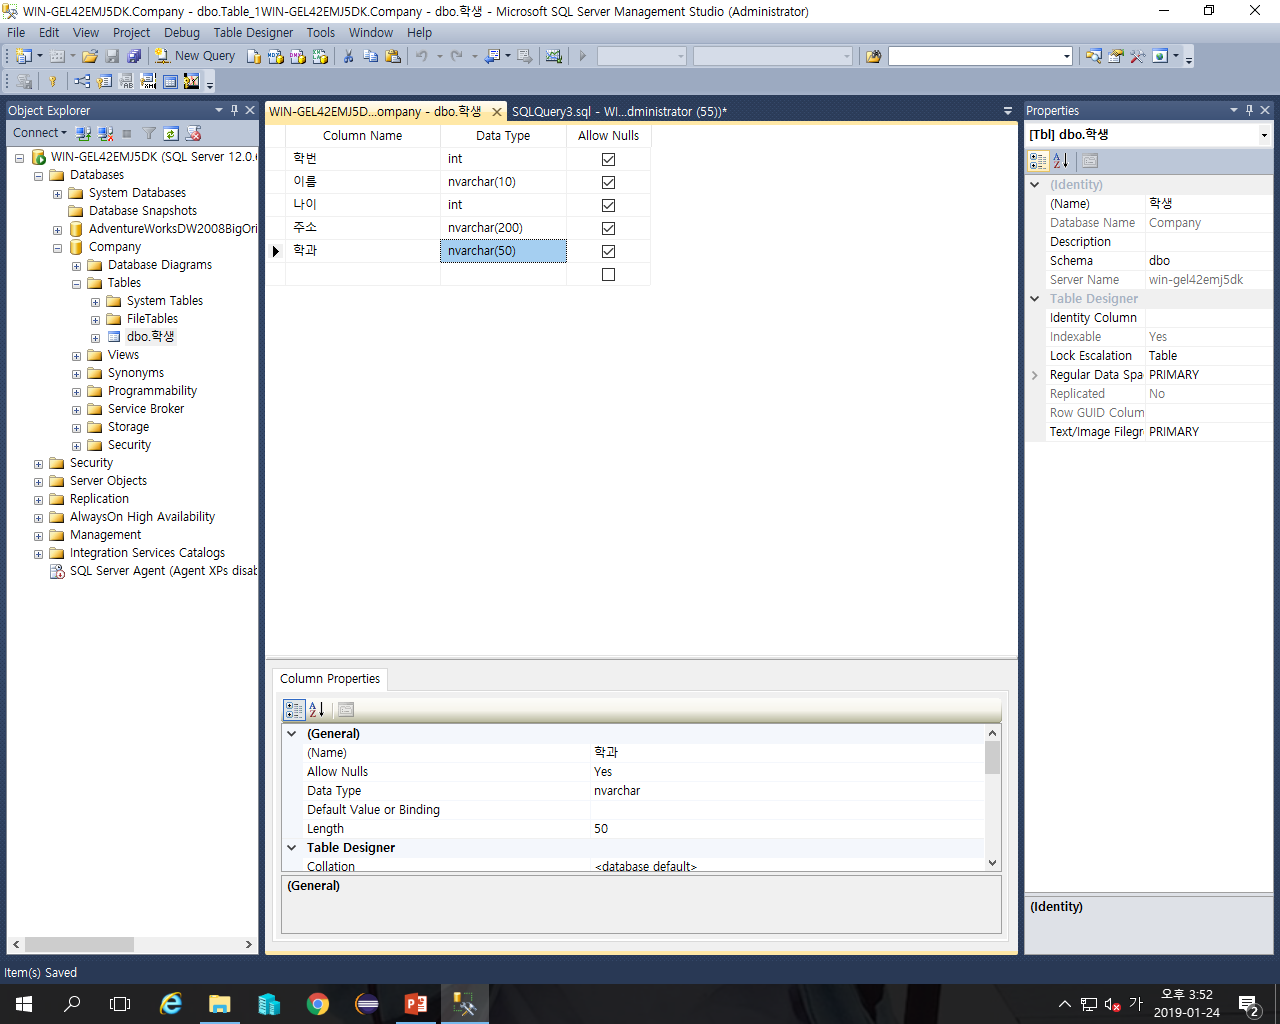 WIN-GEL42EMJ5DK.Company - dbo.Table_1WIN-GEL42EMJ5DK.Company - dbo.학생 - Microsoft SQL Server Management Studio (Administrator)
File Edit View Project Debug Table Designer Tools Window Help
New Query
Object Explorer
Connect
WIN-GEL42EMJ5DK (SQL Server 12.0.
Databases
System Databases
Database Snapshots
AdventureWorksDW2008BigOri
Company
Database Diagrams
Tables
System Tables
FileTables
dbo.학생
Views
Synonyms
Programmability
Service Broker
Storage
Security
Security
Server Objects
Replication
AlwaysOn High Availability
Management
Integration Services Catalogs
SQL Server Agent (Agent XPs disab
WIN-GEL42EMJ5D...ompany - dbo.학생 SQLQuery3.sql - WI...dministrator (55))*
Column Name Data Type Allow Nulls
학번 int
이름 nvarchar(10)
나이 int
주소 nvarchar(200)
학과 nvarchar(50)
Column Properties
(General)
(Name) 학과
Allow Nulls Yes
Data Type nvarchar
Default Value or Binding
Length 50
Table Designer
Collation <database default>
(General)
Properties
[Tbl] dbo.학생
(Identity)
(Name) 학생
Database Name Company
Description
Schema dbo
Server Name win-gel42emj5dk
Table Designer
Identity Column
Indexable Yes
Lock Escalation Table
Regular Data Spa PRIMARY
Replicated No
Row GUID Colum
Text/Image Filegr PRIMARY
(Identity)
Item(s) Saved
가
오후 3:52
2019-01-24
2